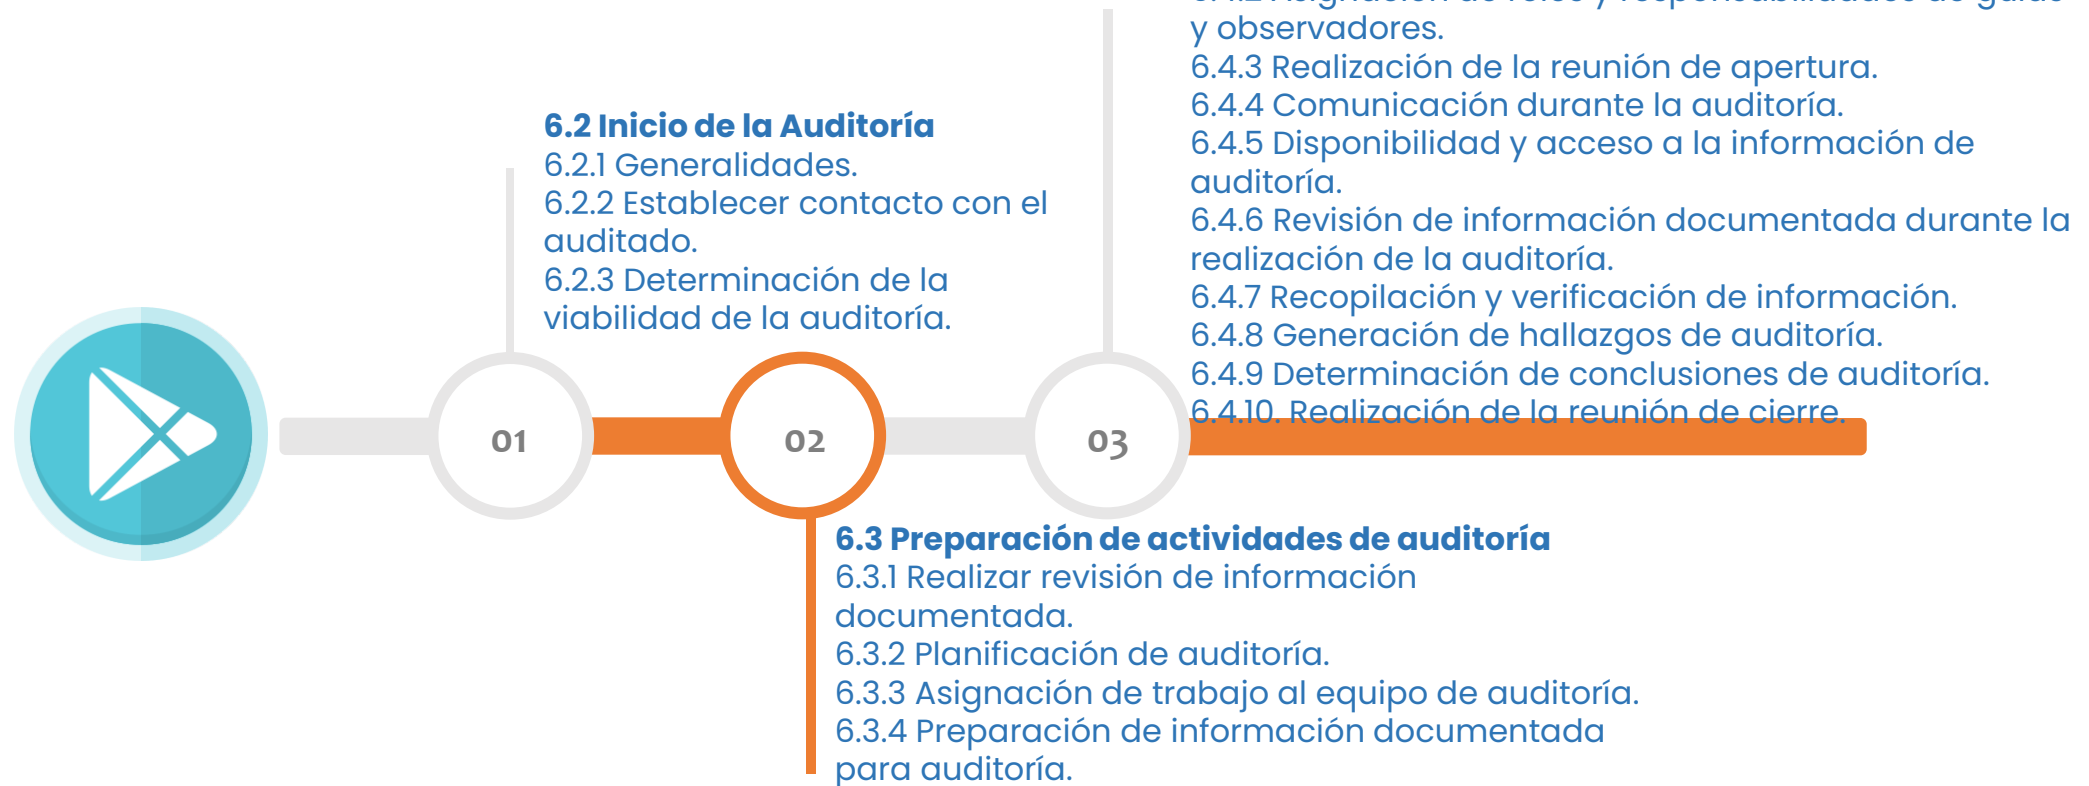 6.2 Inicio de la Auditoría
6.2.1 Generalidades.
6.2.2 Establecer contacto con el
auditado.
6.2.3 Determinación de la
viabilidad de la auditoría.
y observadores.
6.4.3 Realización de la reunión de apertura.
6.4.4 Comunicación durante la auditoría.
6.4.5 Disponibilidad y acceso a la información de
auditoría.
6.4.6 Revisión de información documentada durante la
realización de la auditoría.
6.4.7 Recopilación y verificación de información.
6.4.8 Generación de hallazgos de auditoría.
6.4.9 Determinación de conclusiones de auditoría.
6.4.10. Realización de la reunión de cierre.
01
02
03
6.3 Preparación de actividades de auditoría
6.3.1 Realizar revisión de información
documentada.
6.3.2 Planificación de auditoría.
6.3.3 Asignación de trabajo al equipo de auditoría.
6.3.4 Preparación de información documentada
para auditoría.